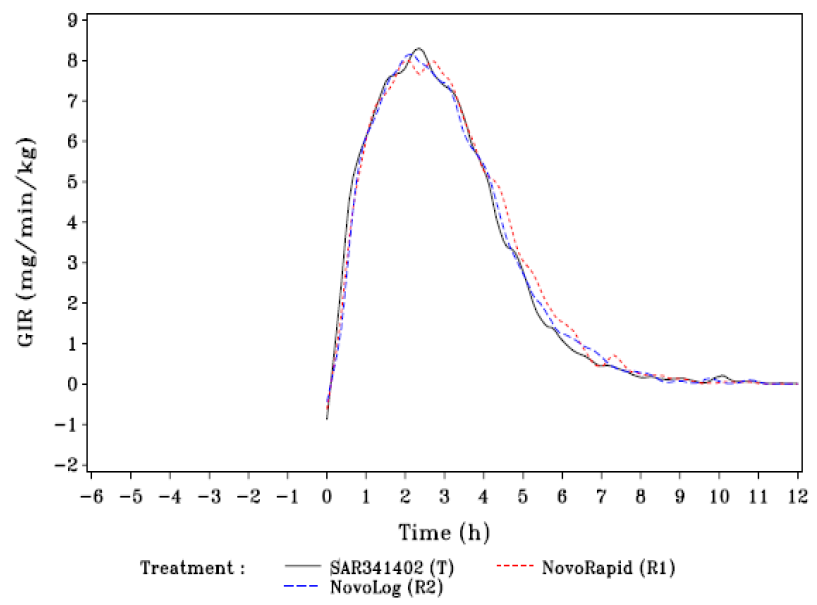 9
8
7
6
5
4
3
2
1
0
−1
−2
GIR (mg/min/kg)
−6 −5 −4 −3 −2 −1 0 1 2 3 4 5 6 7 8 9 10 11 12
Time (h)
Treatment : SAR341402 (T) NovoRapid (R1)
NovoLog (R2)